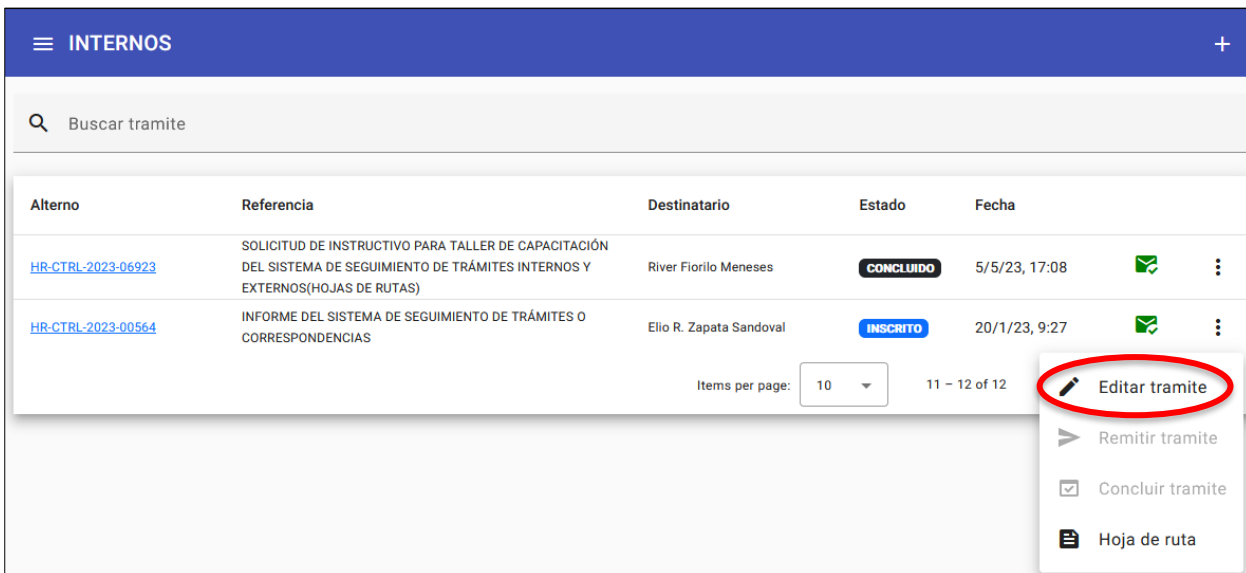 INTERNOS
Buscar tramite
Alterno Referencia Destinatario Estado Fecha
SOLICITUD DE INSTRUCTIVO PARA TALLER DE CAPACITACIÓN
HR-CTRL-2023-06923 DEL SISTEMA DE SEGUIMIENTO DE TRÁMITES INTERNOS Y River Fiorilo Meneses CONCLUIDO 5/5/23, 17:08
EXTERNOS(HOJAS DE RUTAS)
INFORME DEL SISTEMA DE SEGUIMIENTO DE TRÁMITES O
HR-CTRL-2023-00564 Elio R. Zapata Sandoval INSCRITO 20/1/23, 9:27
CORRESPONDENCIAS
Items per page: 10 11 – 12 of 12
Editar tramite
Remitir tramite
Concluir tramite
Hoja de ruta